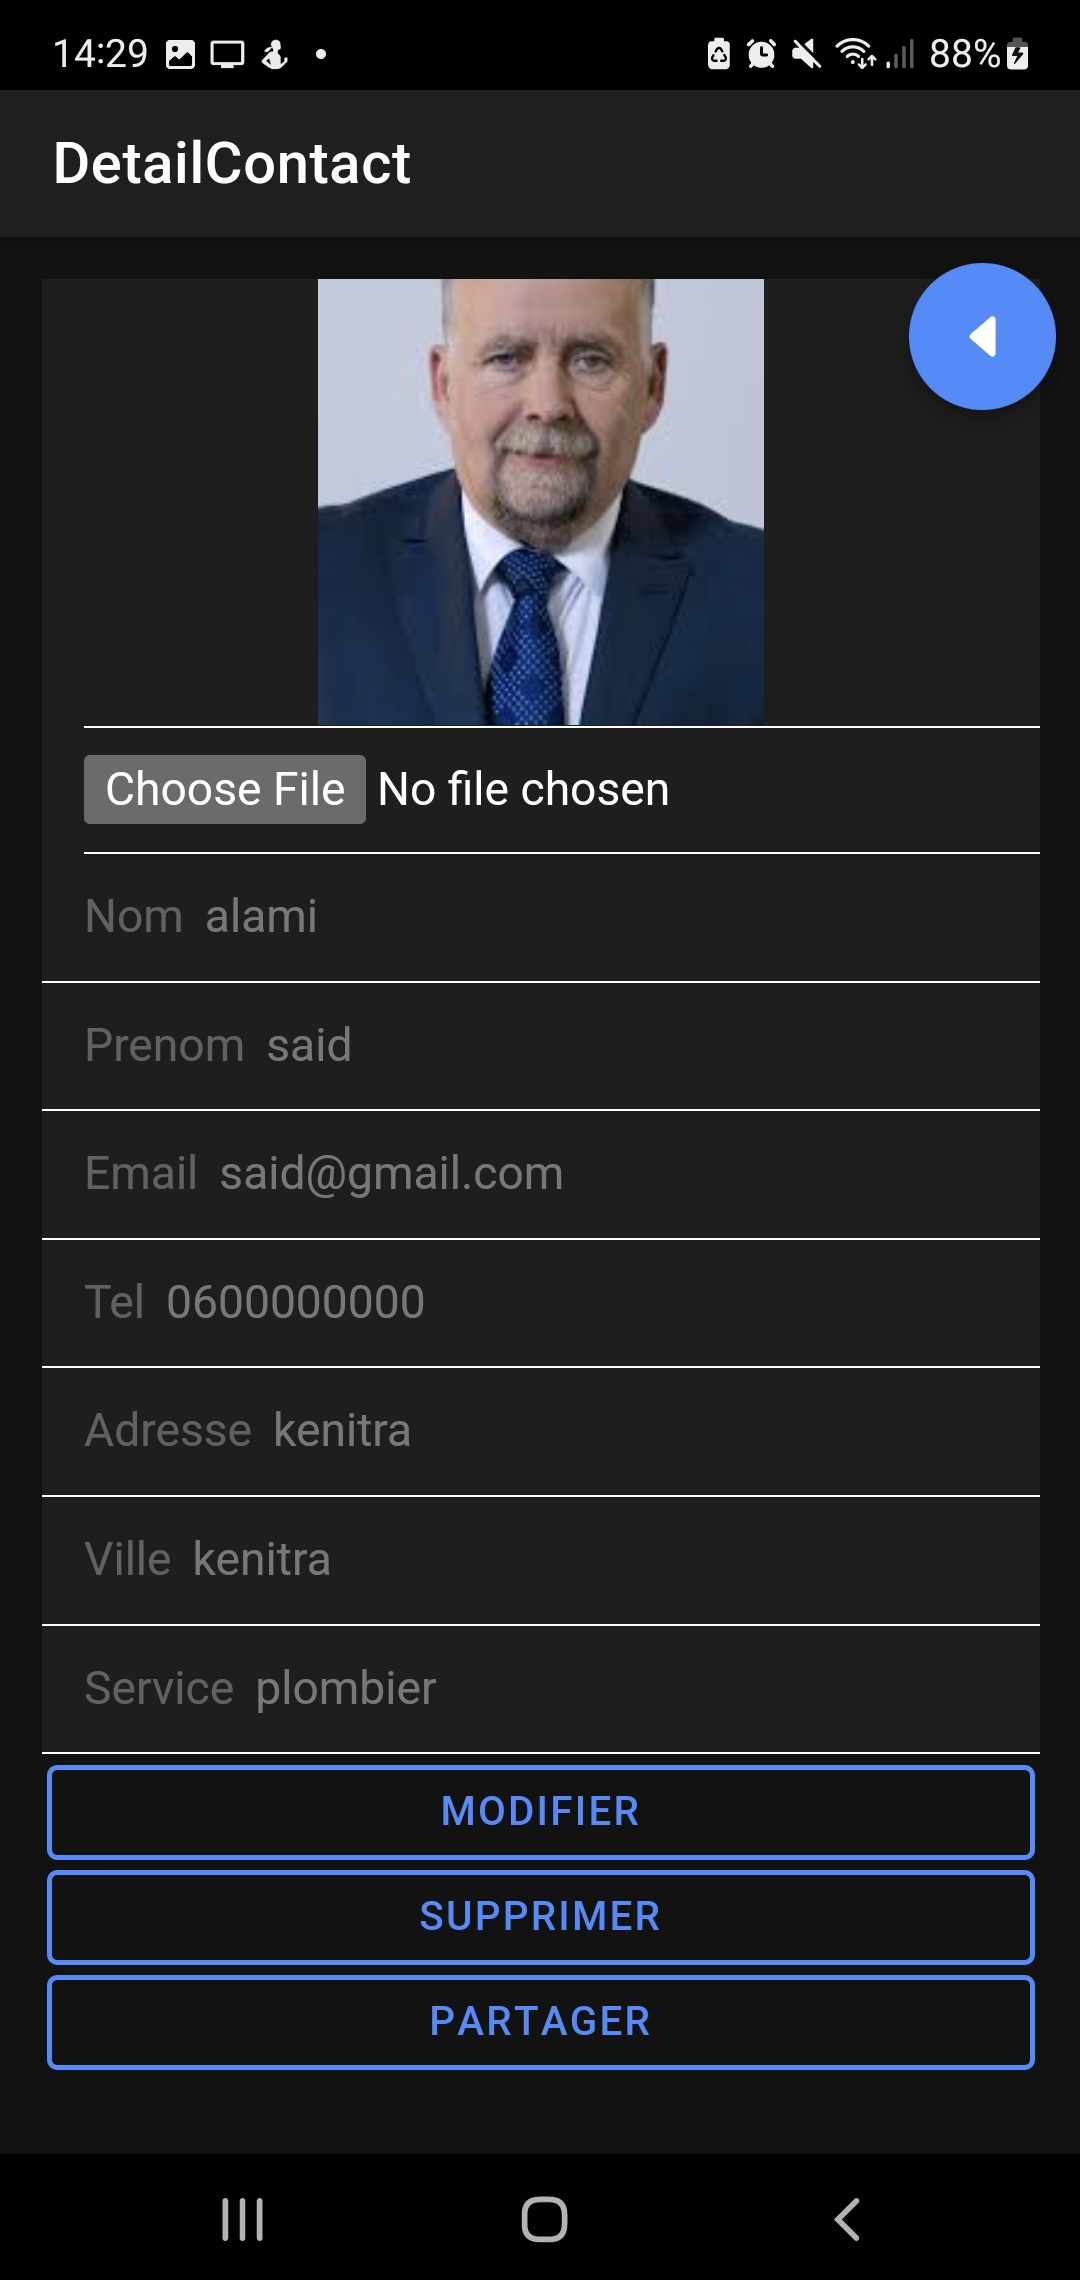 14:29 88%
DetailContact
Choose File No file chosen
Nom alami
Prenom said
Email said@gmail.com
Tel 0600000000
Adresse kenitra
Ville kenitra
Service plombier
MODIFIER
SUPPRIMER
PARTAGER